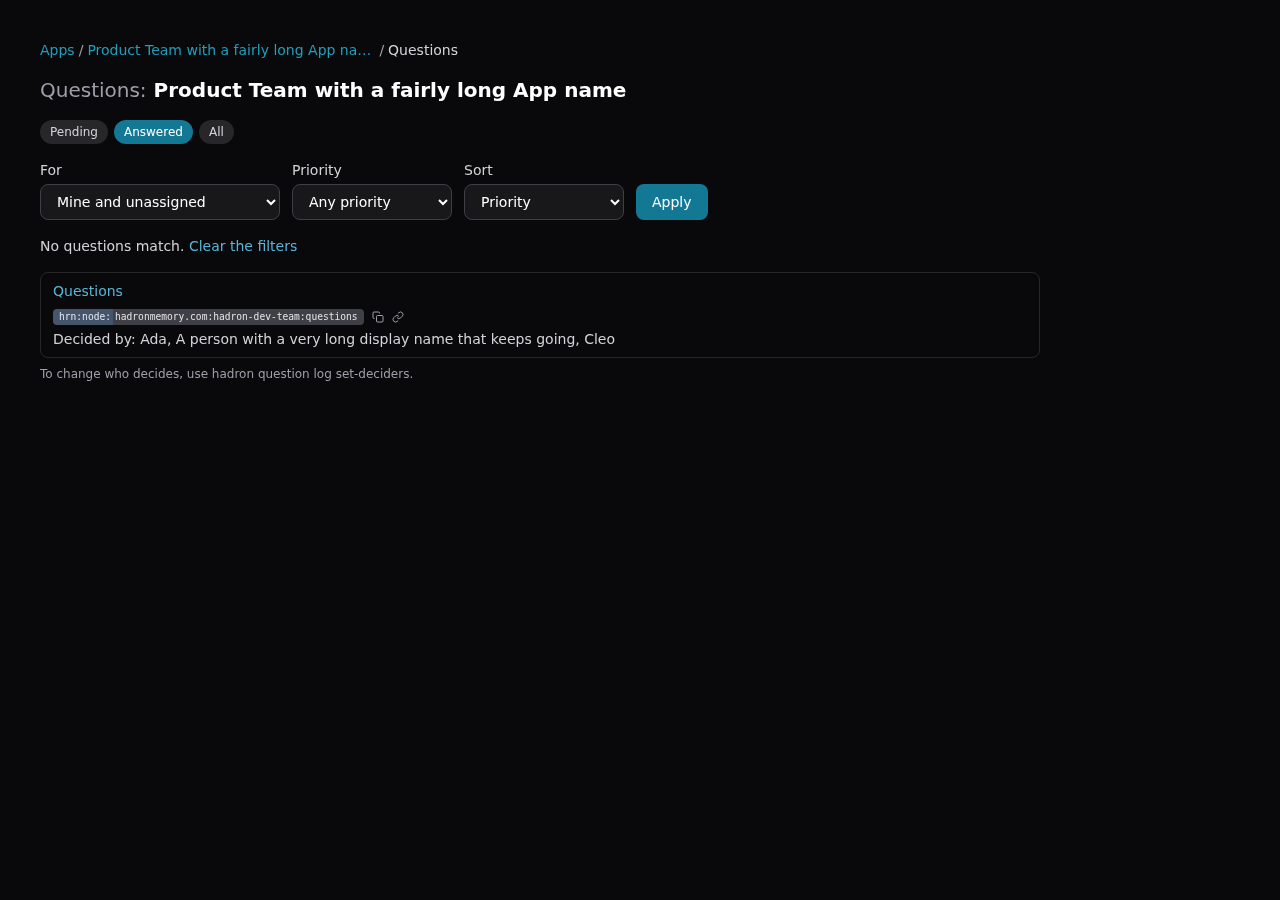 Apps / Product Team with a fairly long App na... / Questions
Questions: Product Team with a fairly long App name
Pending Answered All
For Priority Sort
Mine and unassigned Any priority Priority Apply
No questions match. Clear the filters
Questions
hrn:node: hadronmemory.com:hadron-dev-team:questions
Decided by: Ada, A person with a very long display name that keeps going, Cleo
To change who decides, use hadron question log set-deciders.